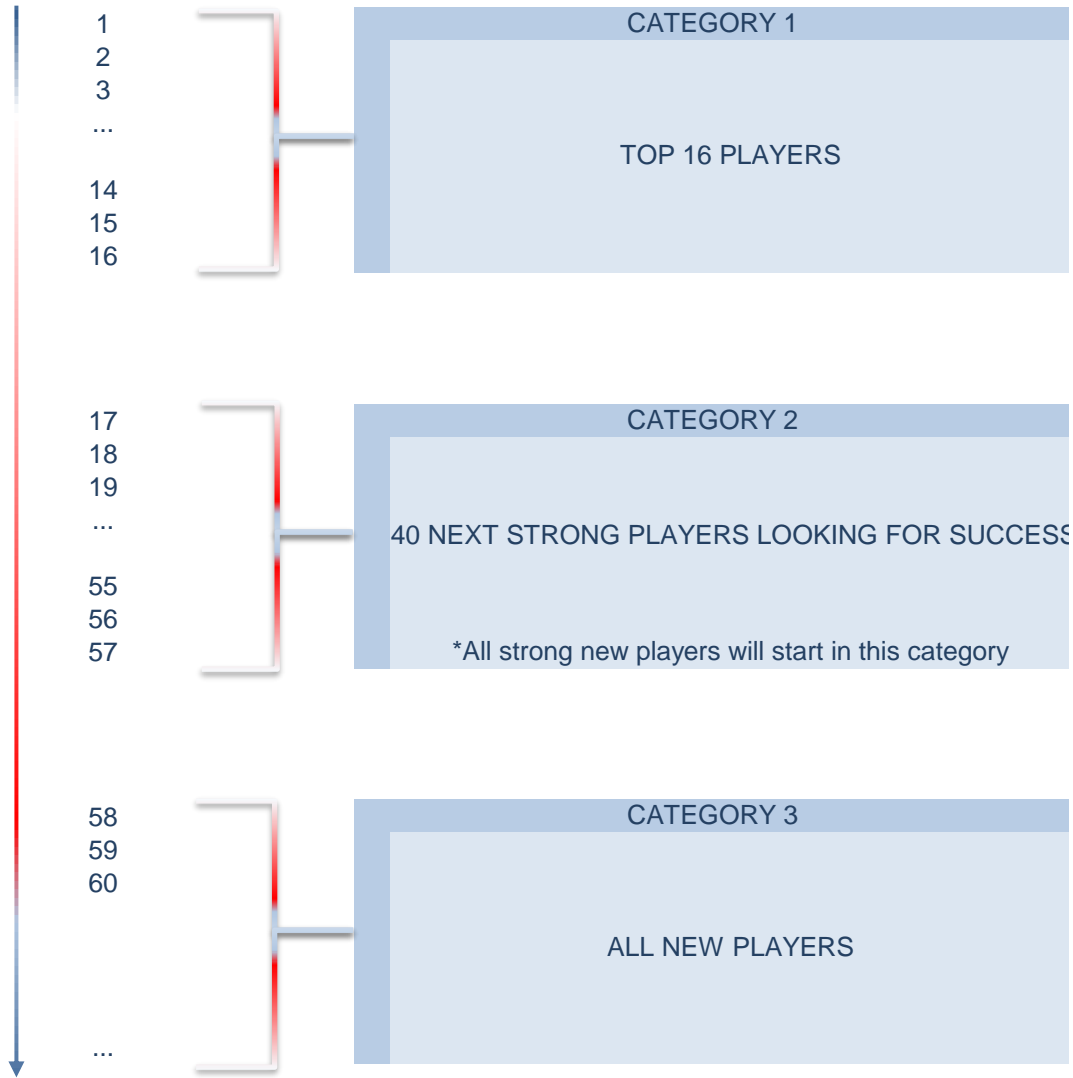 1
2
3
...
14
15
16
CATEGORY 1
TOP 16 PLAYERS
17
18
19
...
55
56
57
CATEGORY 2
40 NEXT STRONG PLAYERS LOOKING FOR SUCCESS
*All strong new players will start in this category
58
59
60
...
CATEGORY 3
ALL NEW PLAYERS